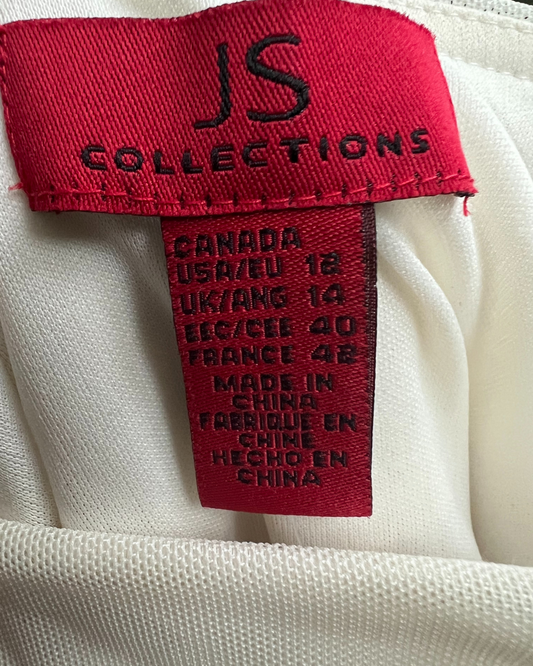 JS
COLLECTIONS
CANADA
USA/EU 12
UK/ANG 14
EEC/CEE 40
FRANCE 42
MADE IN
CHINA
FABRIQUE EN
CHINE
HECHO EN
CHINA